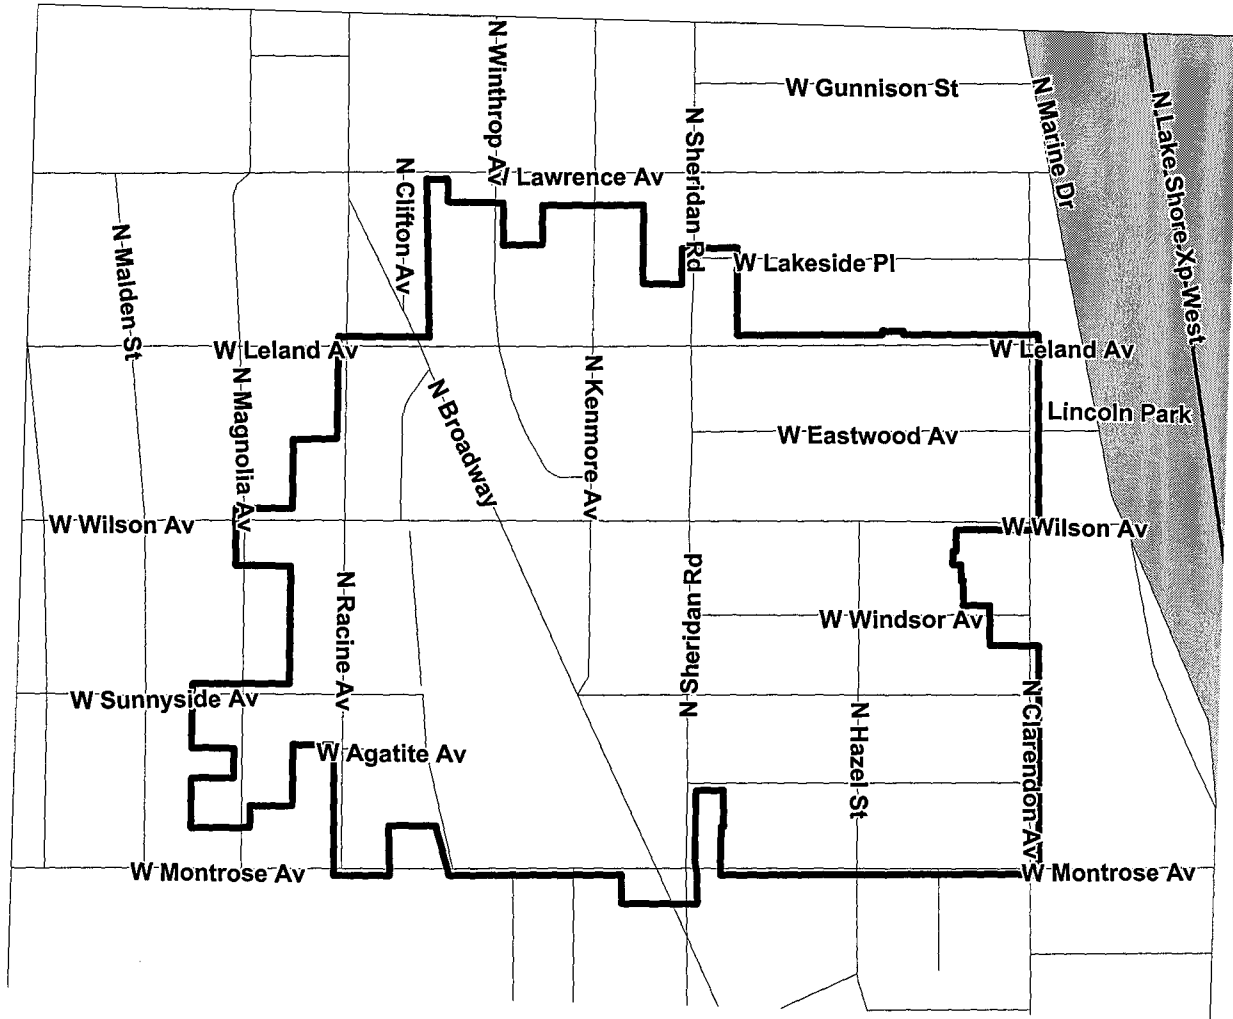 N Winthrop Av
W Gunnison St
N Marine Dr
N Lake Shore Xp West
N Sheridan Rd
N Clifton Av
Lawrence Av
N Malden St
W Lakeside Pl
W Leland Av
W Leland Av
N Magnolia Av
N Broadway
N Kenmore Av
Lincoln Park
W Eastwood Av
W Wilson Av
W Wilson Av
N Racine Av
N Sheridan Rd
W Windsor Av
W Sunnyside Av
N Hazel St
N Clarendon Av
W Agatite Av
W Montrose Av
W Montrose Av